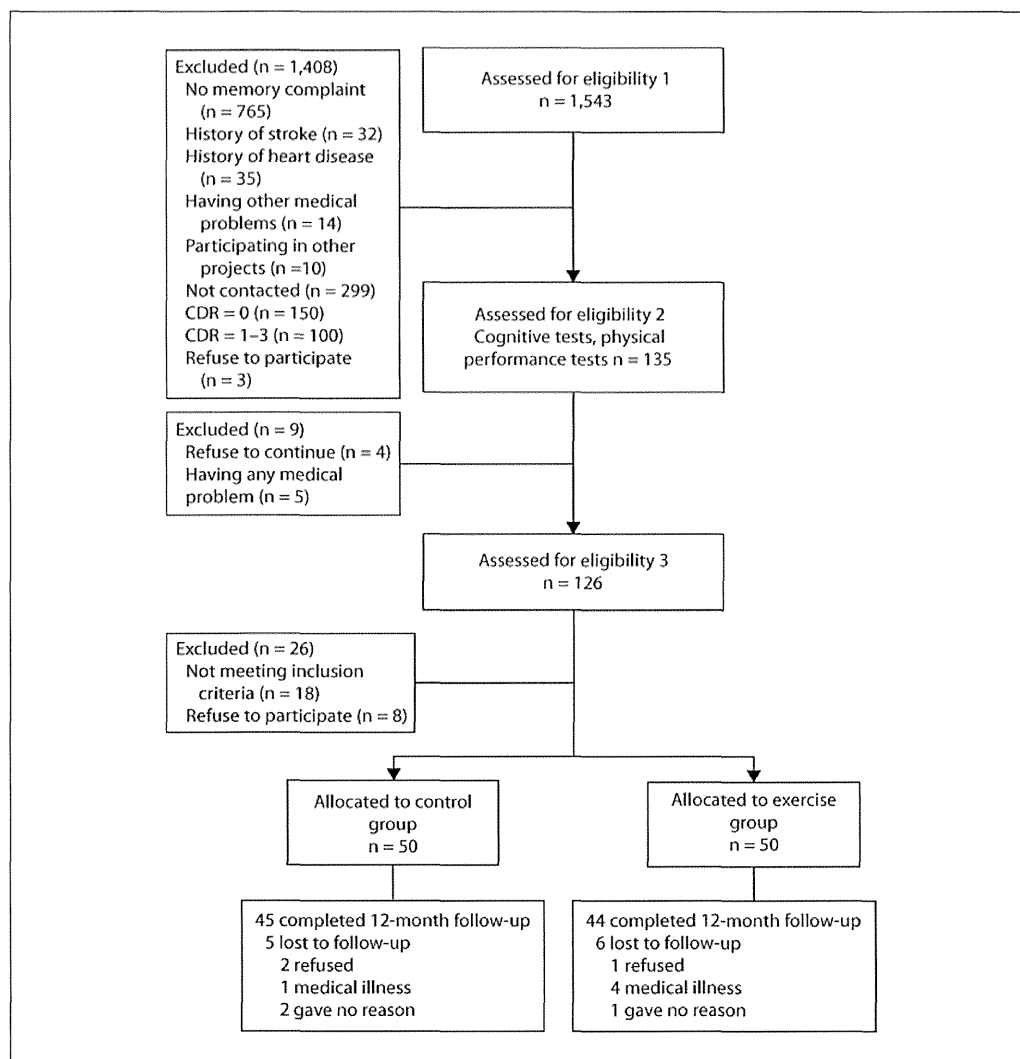 Assessed for eligibility 1
n = 1,543
Excluded (n = 1,408)
No memory complaint
(n = 765)
History of stroke (n = 32)
History of heart disease
(n = 35)
Having other medical
problems (n = 14)
Participating in other
projects (n =10)
Not contacted (n = 299)
CDR = 0 (n = 150)
CDR = 1–3 (n = 100)
Refuse to participate
(n = 3)
Assessed for eligibility 2
Cognitive tests, physical
performance tests n = 135
Excluded (n = 9)
Refuse to continue (n = 4)
Having any medical
problem (n = 5)
Assessed for eligibility 3
n = 126
Excluded (n = 26)
Not meeting inclusion
criteria (n = 18)
Refuse to participate (n = 8)
Allocated to control
group
n = 50
Allocated to exercise
group
n = 50
45 completed 12-month follow-up
5 lost to follow-up
2 refused
1 medical illness
2 gave no reason
44 completed 12-month follow-up
6 lost to follow-up
1 refused
4 medical illness
1 gave no reason